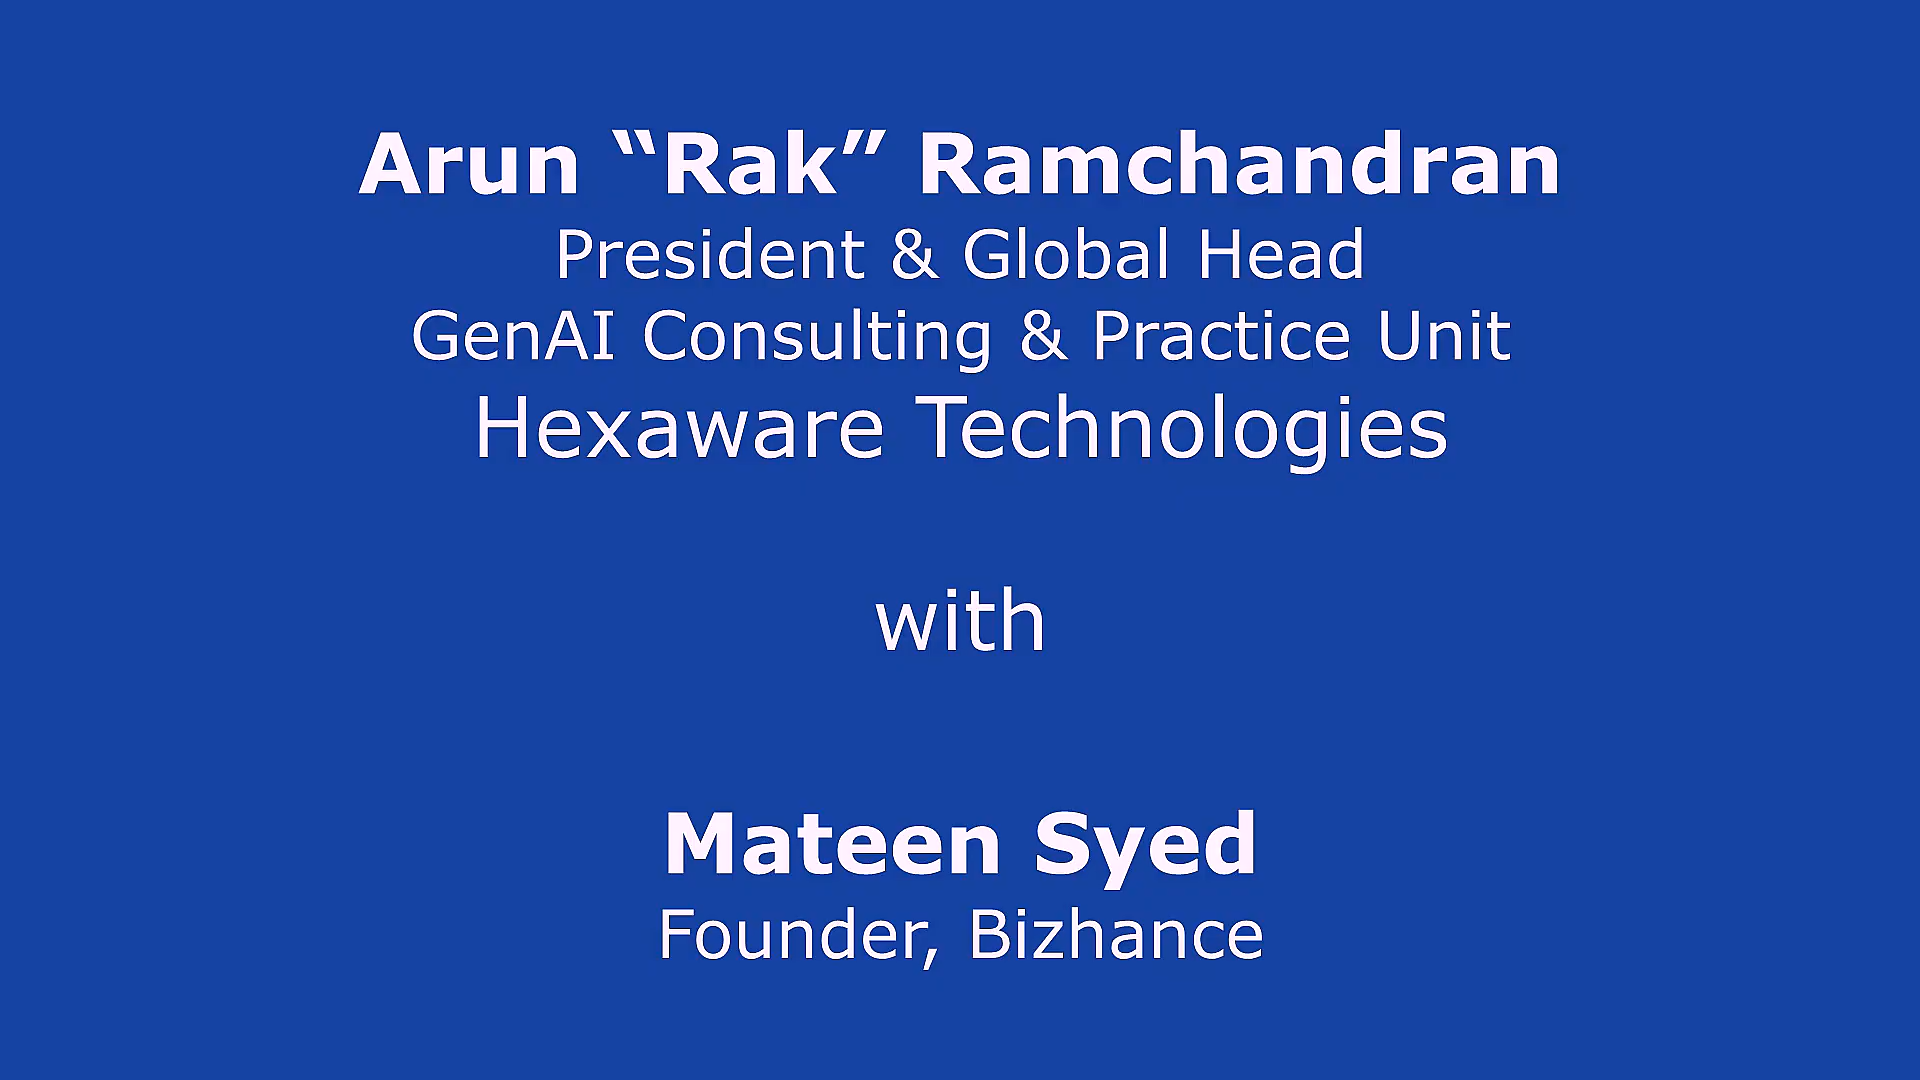 Arun “Rak” Ramchandran
President & Global Head
GenAI Consulting & Practice Unit
Hexaware Technologies
with
Mateen Syed
Founder, Bizhance